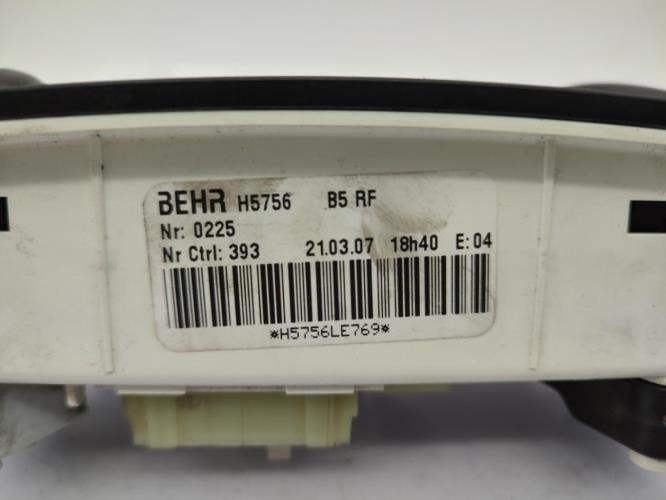 BEHR H5756 B5 RF
Nr: 0225
Nr Ctrl: 393 21.03.07 18h40 E:04
*H5756LE769*